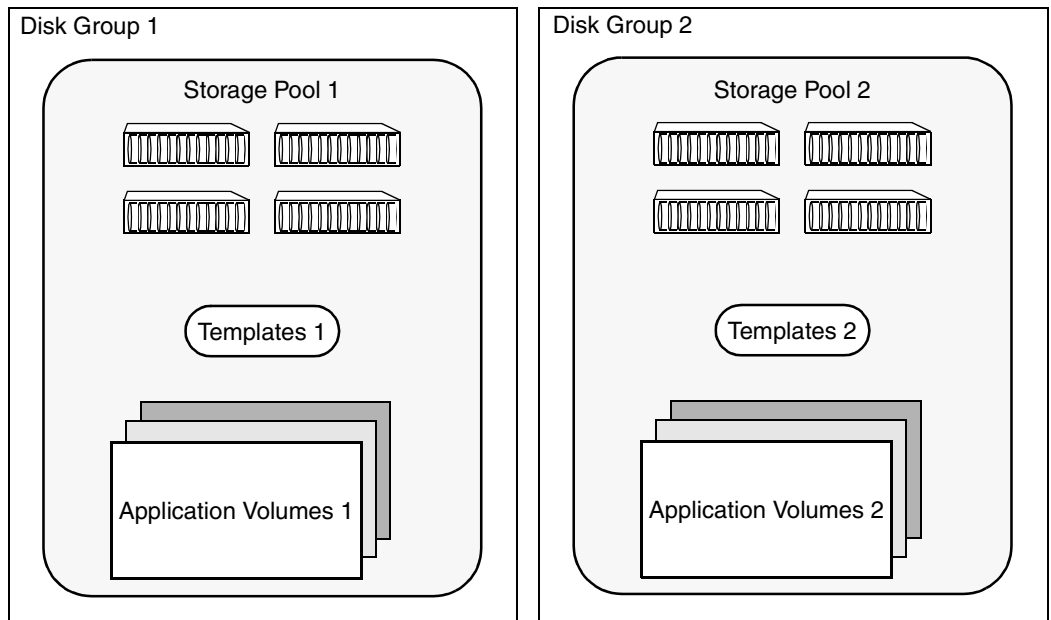 Disk Group 1
Storage Pool 1
Templates 1
Application Volumes 1
Disk Group 2
Storage Pool 2
Templates 2
Application Volumes 2